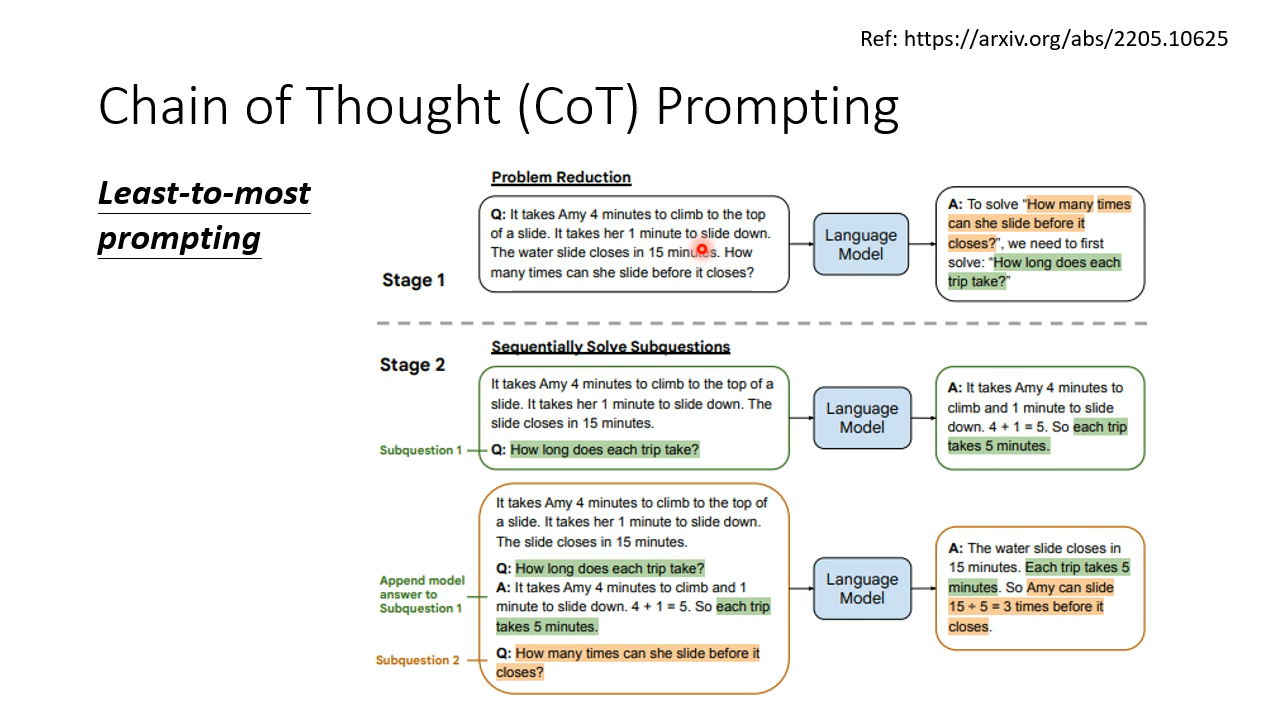 Ref: https://arxiv.org/abs/2205.10625
Chain of Thought (CoT) Prompting
Least-to-most
prompting
Problem Reduction
Stage 1
Q: It takes Amy 4 minutes to climb to the top
of a slide. It takes her 1 minute to slide down.
The water slide closes in 15 minutes. How
many times can she slide before it closes?
Language
Model
A: To solve "How many times
can she slide before it
closes?", we need to first
solve: "How long does each
trip take?"
Stage 2
Sequentially Solve Subquestions
It takes Amy 4 minutes to climb to the top of a
slide. It takes her 1 minute to slide down. The
slide closes in 15 minutes.
Subquestion 1
Q: How long does each trip take?
Language
Model
A: It takes Amy 4 minutes to
climb and 1 minute to slide
down. 4 + 1 = 5. So each trip
takes 5 minutes.
It takes Amy 4 minutes to climb to the top of
a slide. It takes her 1 minute to slide down.
The slide closes in 15 minutes.
Q: How long does each trip take?
Append model
answer to
Subquestion 1
A: It takes Amy 4 minutes to climb and 1
minute to slide down. 4 + 1 = 5. So each trip
takes 5 minutes.
Subquestion 2
Q: How many times can she slide before it
closes?
Language
Model
A: The water slide closes in
15 minutes. Each trip takes 5
minutes. So Amy can slide
15 ÷ 5 = 3 times before it
closes.